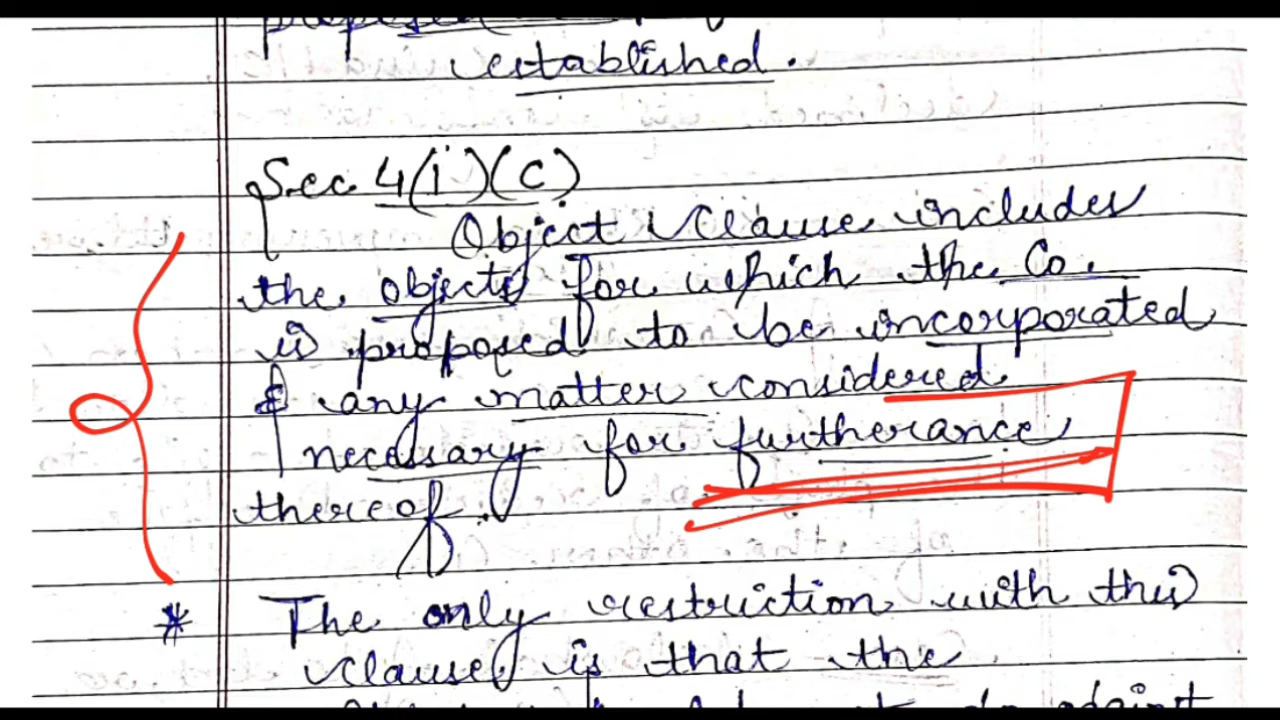 established.
Sec 4(i)(c)
Object Clause includes
the objects for which the Co.
is proposed to be incorporated
& any matter considered
necessary for furtherance
thereof.
* The only restriction with this
clause is that the